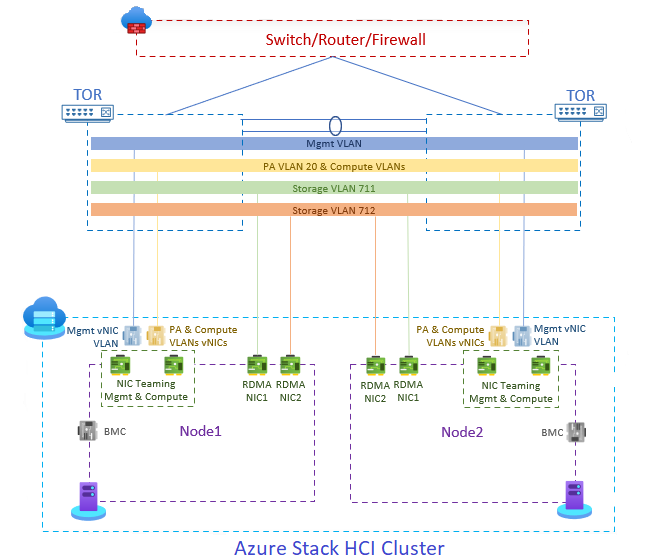 Switch/Router/Firewall
TOR
TOR
Mgmt VLAN
PA VLAN 20 & Compute VLANs
Storage VLAN 711
Storage VLAN 712
Mgmt vNIC
VLAN
PA & Compute
VLANs vNICs
PA & Compute
VLANs vNICs
Mgmt vNIC
VLAN
NIC Teaming
Mgmt & Compute
RDMA
NIC1
RDMA
NIC2
RDMA
NIC2
RDMA
NIC1
NIC Teaming
Mgmt & Compute
BMC
Node1
Node2
BMC
Azure Stack HCI Cluster